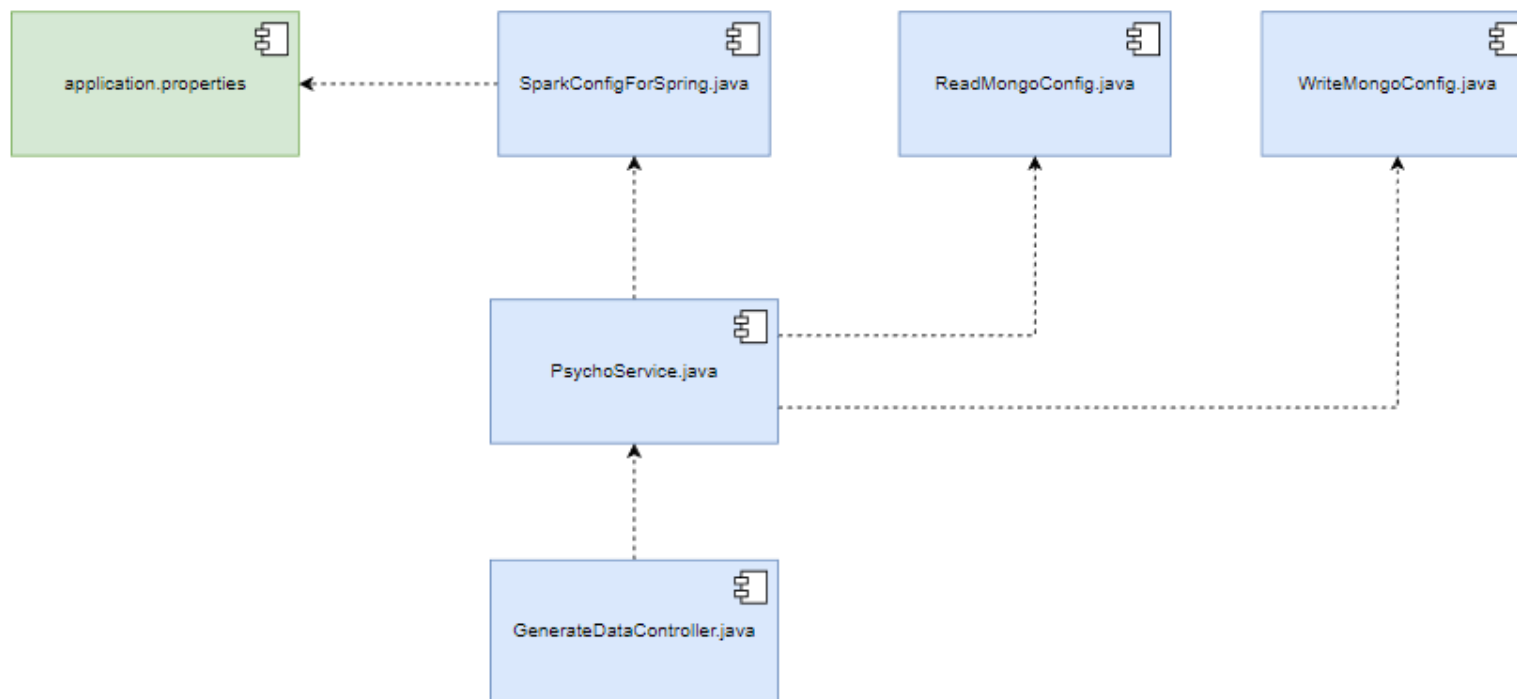 application.properties
SparkConfigForSpring.java
ReadMongoConfig.java
WriteMongoConfig.java
PsychoService.java
GenerateDataController.java